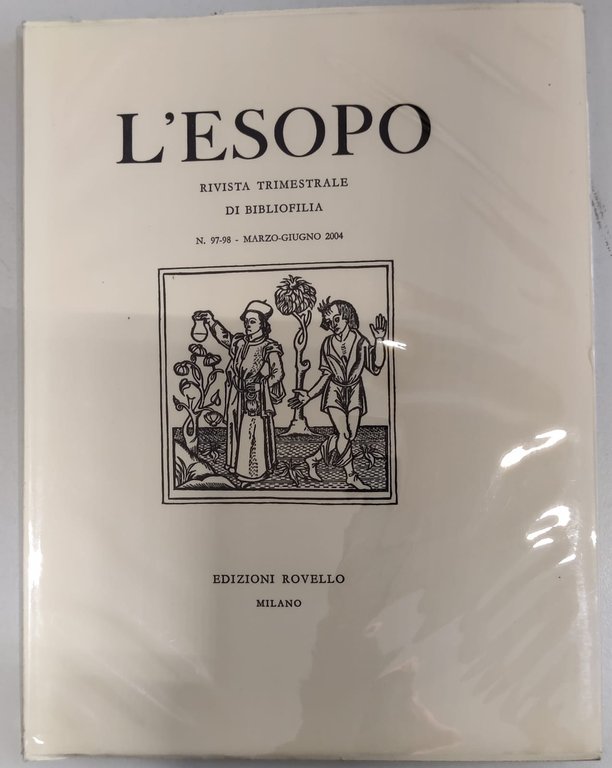 L'ESOPO
RIVISTA TRIMESTRALE
DI BIBLIOFILIA
N. 97-98 - MARZO-GIUGNO 2004
EDIZIONI ROVELLO
MILANO